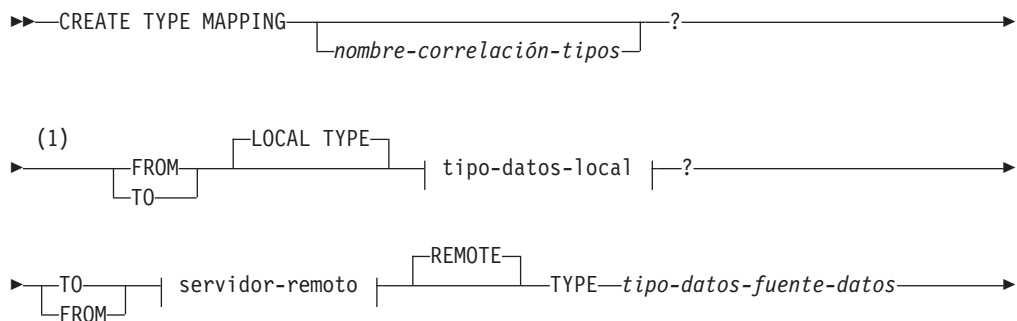 CREATE TYPE MAPPING ?
nombre-correlación-tipos
(1)
LOCAL TYPE
FROM tipo-datos-local ?
TO
REMOTE
TO servidor-remoto TYPE tipo-datos-fuente-datos
FROM